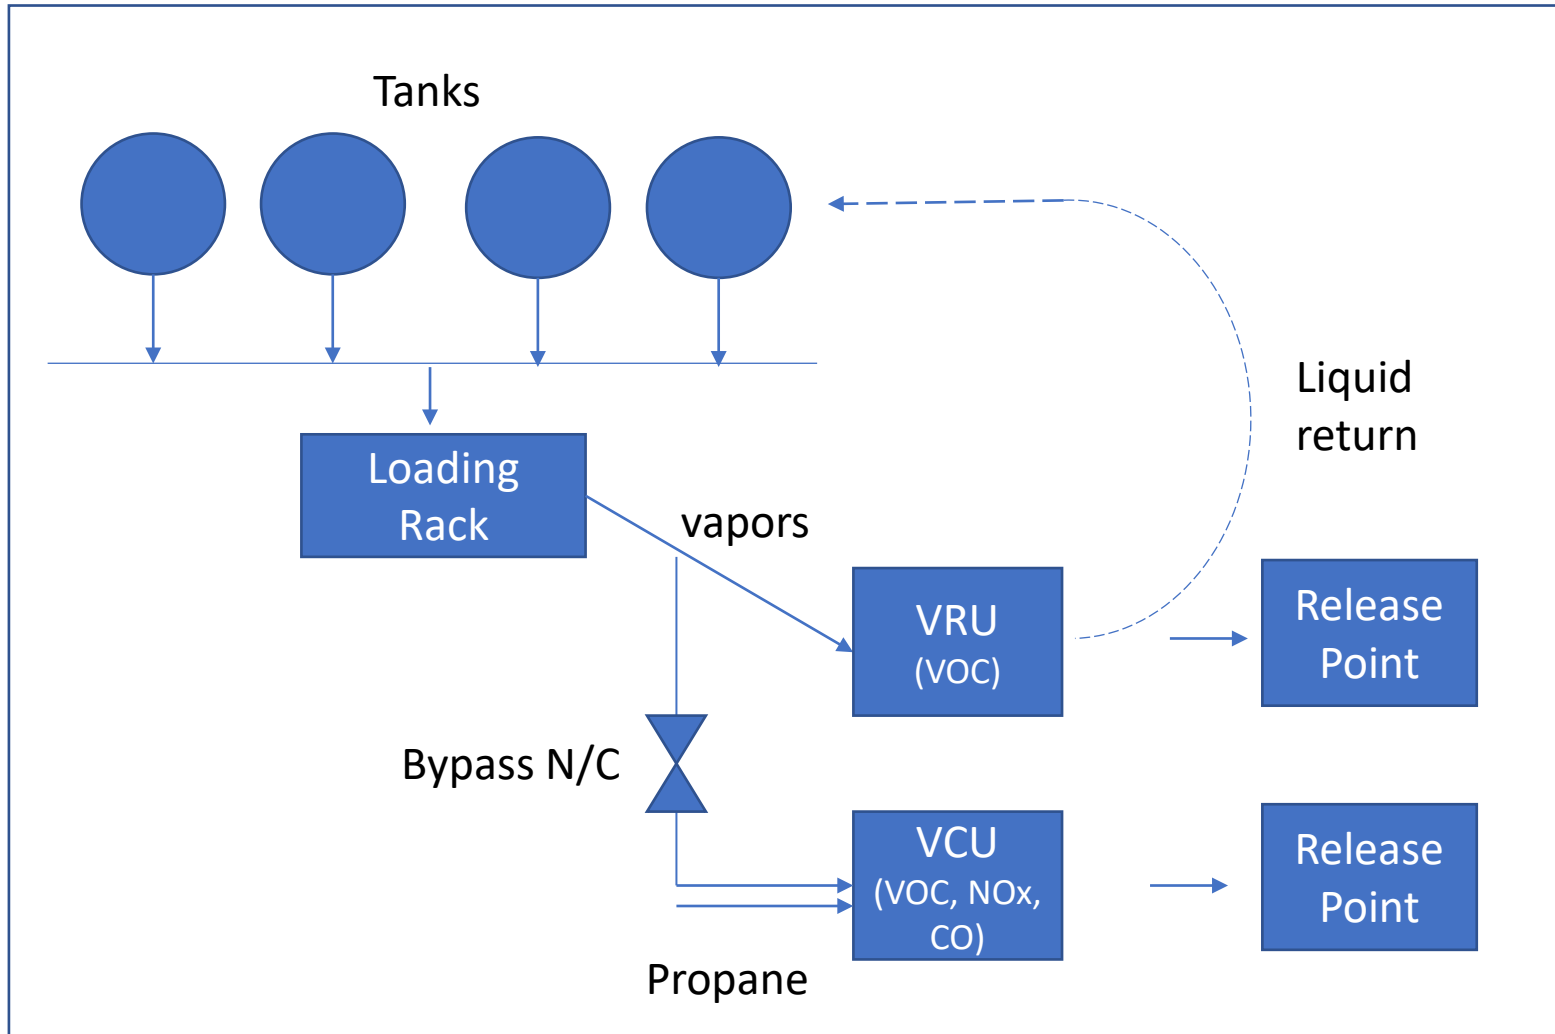 Tanks
Liquid
return
Loading
Rack
vapors
VRU
(VOC)
Release
Point
Bypass N/C
VCU
(VOC, NOx,
CO)
Release
Point
Propane